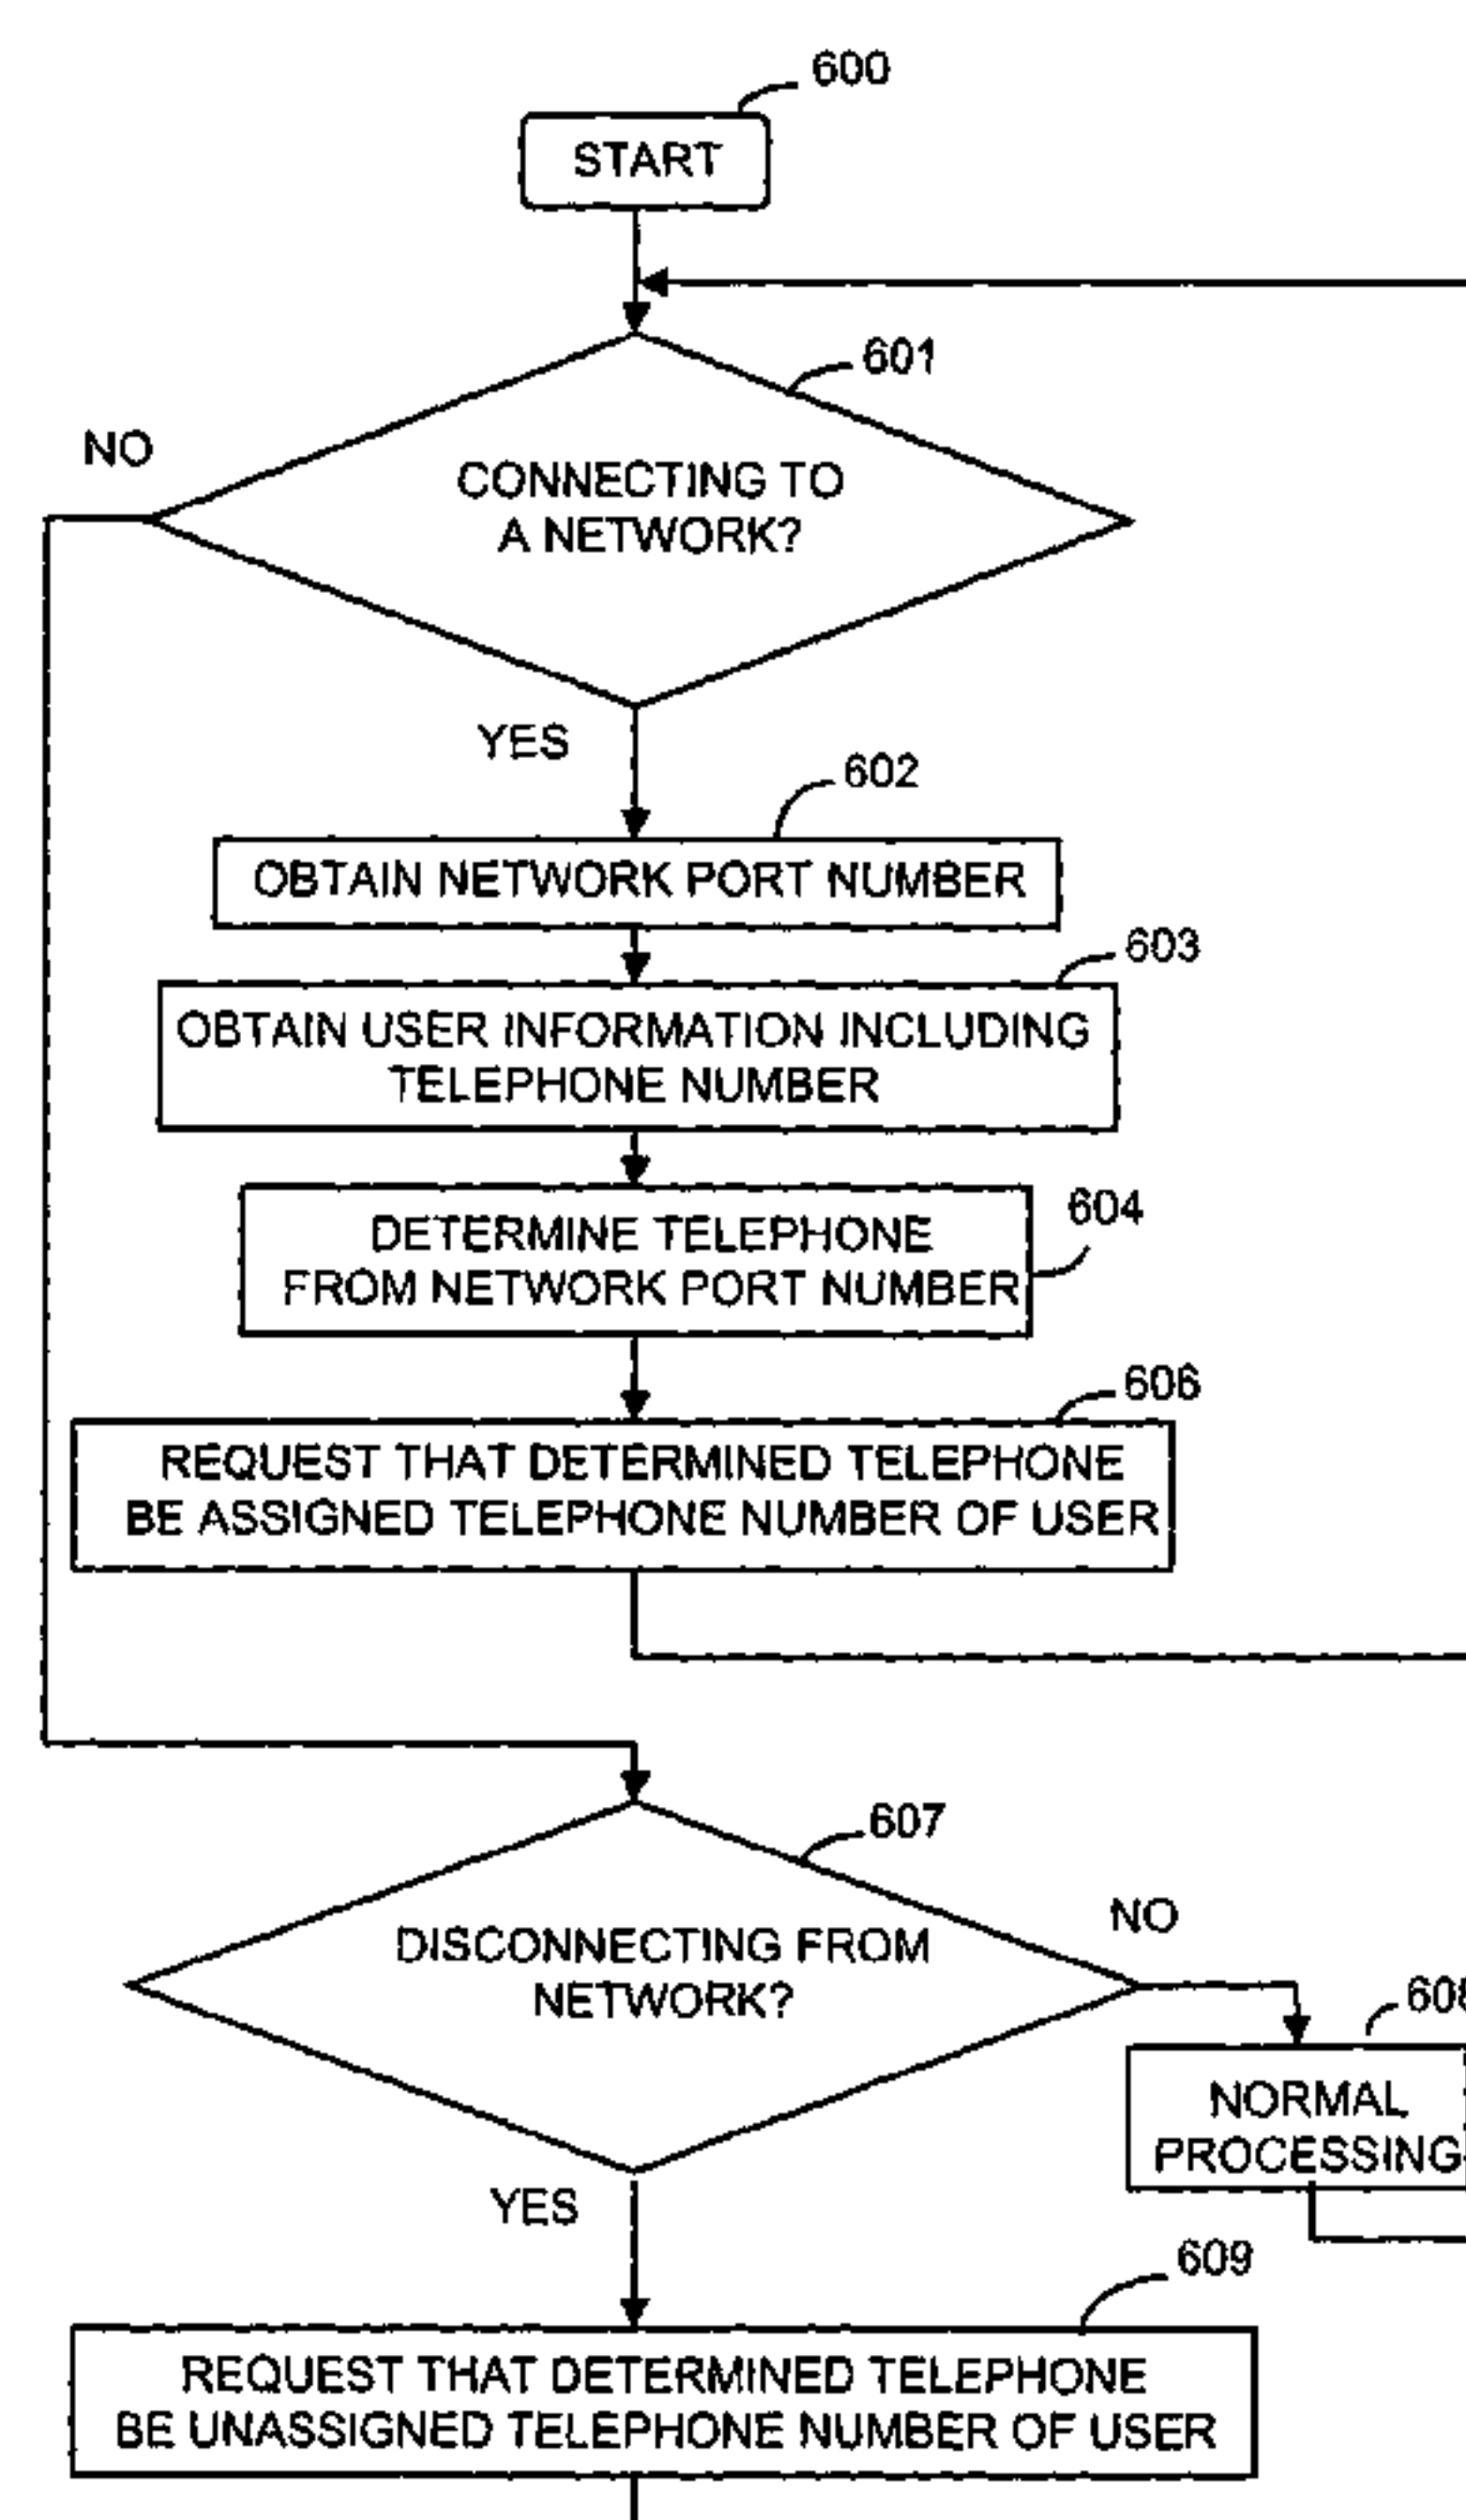 600
START
601
NO
CONNECTING TO
A NETWORK?
YES
602
OBTAIN NETWORK PORT NUMBER
603
OBTAIN USER INFORMATION INCLUDING
TELEPHONE NUMBER
604
DETERMINE TELEPHONE
FROM NETWORK PORT NUMBER
606
REQUEST THAT DETERMINED TELEPHONE
BE ASSIGNED TELEPHONE NUMBER OF USER
607
NO
DISCONNECTING FROM
NETWORK?
608
NORMAL
PROCESSING
YES
609
REQUEST THAT DETERMINED TELEPHONE
BE UNASSIGNED TELEPHONE NUMBER OF USER